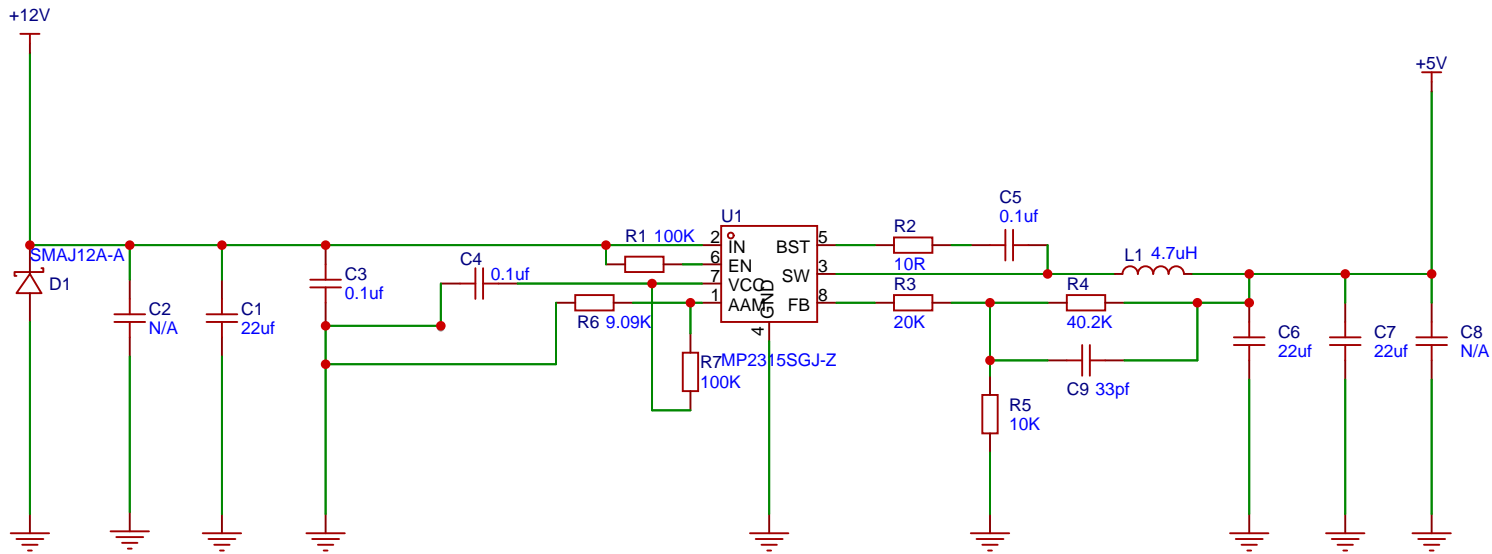 +12V
+5V
SMAJ12A-A
D1
C2
N/A
C1
22uf
C3
0.1uf
C4
0.1uf
R1 100K
R6 9.09K
R7
100K
U1
2
6
7
1
IN
EN
VCC
AAM
GND
4
BST
SW
FB
5
3
8
MP2315SGJ-Z
R2
10R
C5
0.1uf
L1 4.7uH
R3
20K
R4
40.2K
C9 33pf
R5
10K
C6
22uf
C7
22uf
C8
N/A